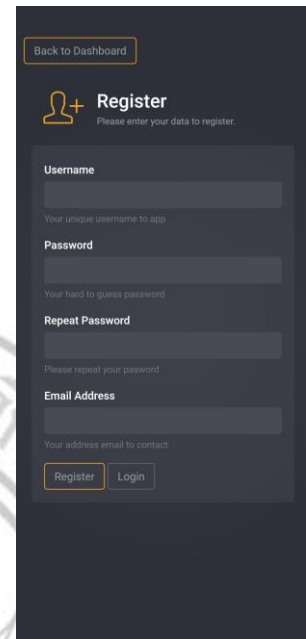 Back to Dashboard
Register
Please enter your data to register.
Username
Your unique username to app
Password
Your hard to guess password
Repeat Password
Please repeat your pasword
Email Address
Your address email to contact
Register Login